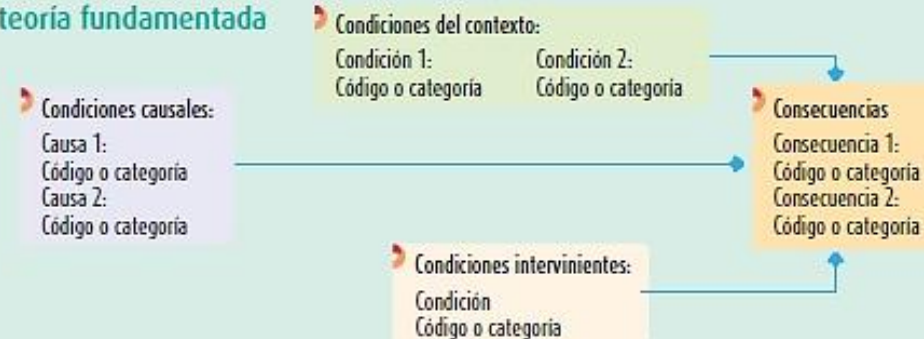 teoría fundamentada
Condiciones del contexto:
Condición 1: Condición 2:
Código o categoría Código o categoría
Condiciones causales:
Causa 1:
Código o categoría
Causa 2:
Código o categoría
Consecuencias
Consecuencia 1:
Código o categoría
Consecuencia 2:
Código o categoría
Condiciones intervinientes:
Condición
Código o categoría